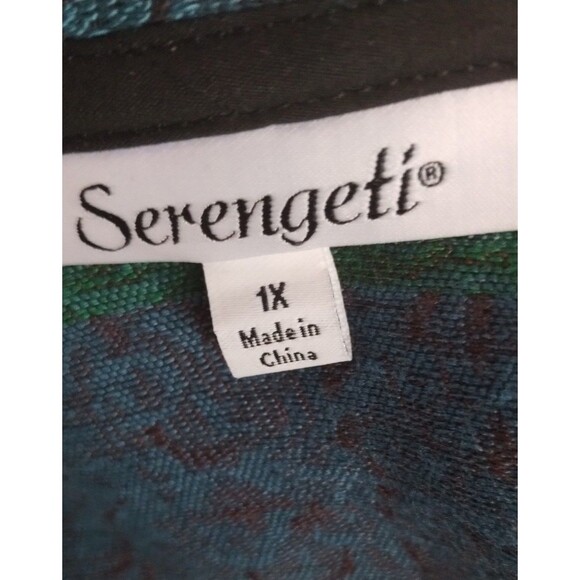 Serengeti®
1X
Made in
China